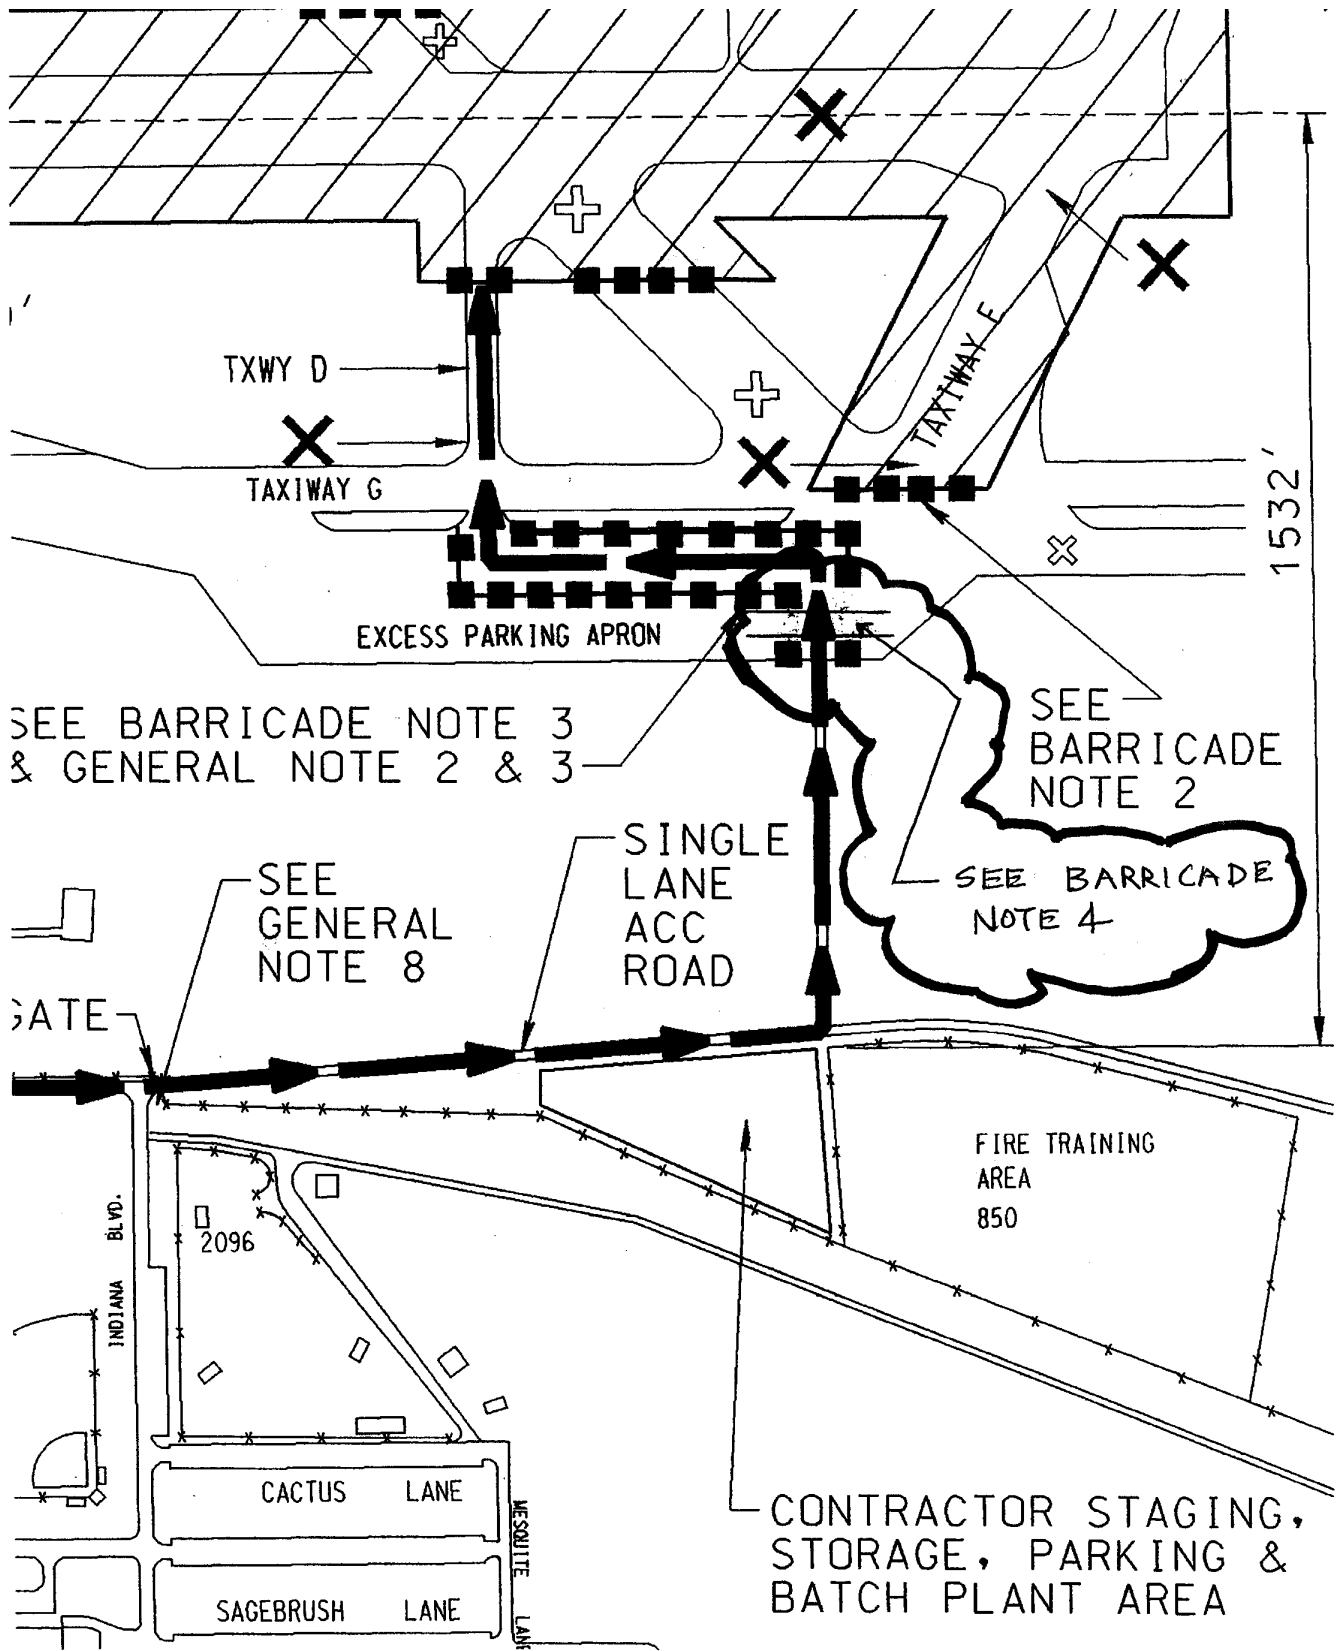 TXWY D
TAXIWAY E
TAXIWAY G
1532'
EXCESS PARKING APRON
SEE BARRICADE NOTE 3
& GENERAL NOTE 2 & 3
SEE
BARRICADE
NOTE 2
SINGLE
LANE
ACC
ROAD
SEE
GENERAL
NOTE 8
SEE BARRICADE
NOTE 4
GATE
FIRE TRAINING
AREA
850
INDIANA BLVD.
2096
CACTUS LANE
MESQUITE LANE
SAGEBRUSH LANE
CONTRACTOR STAGING,
STORAGE, PARKING &
BATCH PLANT AREA